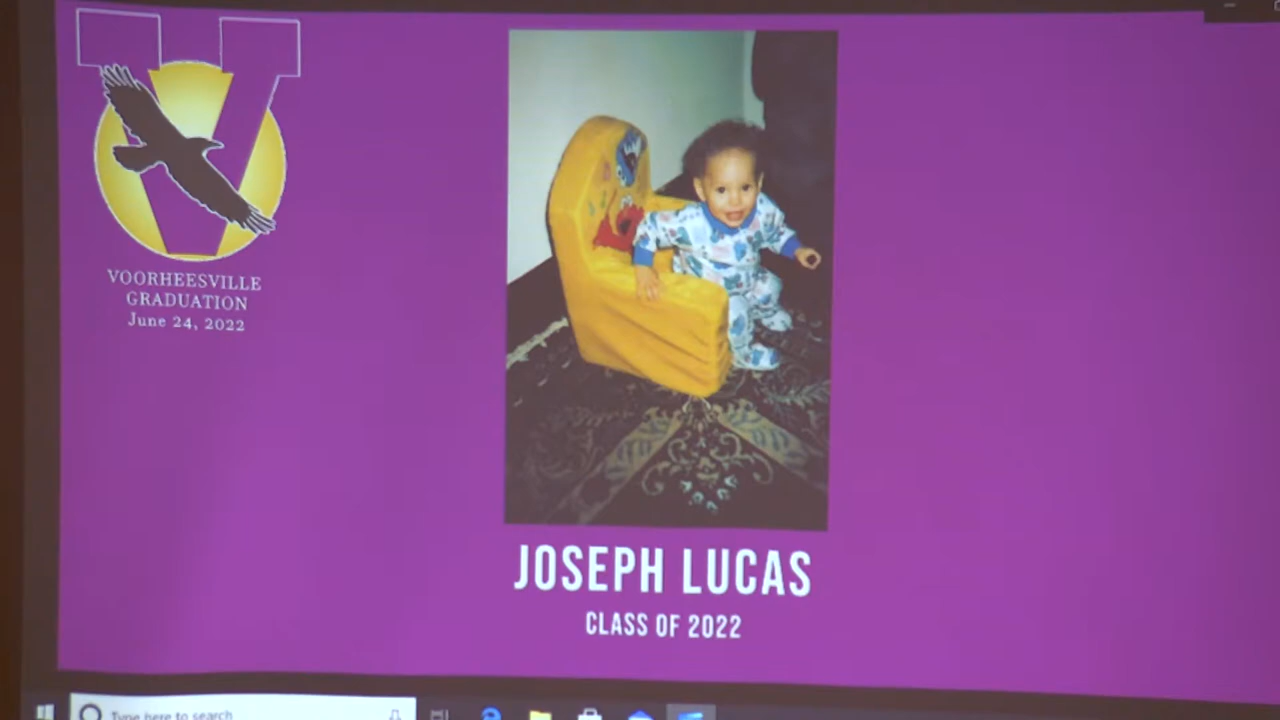 VOORHEESVILLE
GRADUATION
June 24, 2022
JOSEPH LUCAS
CLASS OF 2022
Type here to search